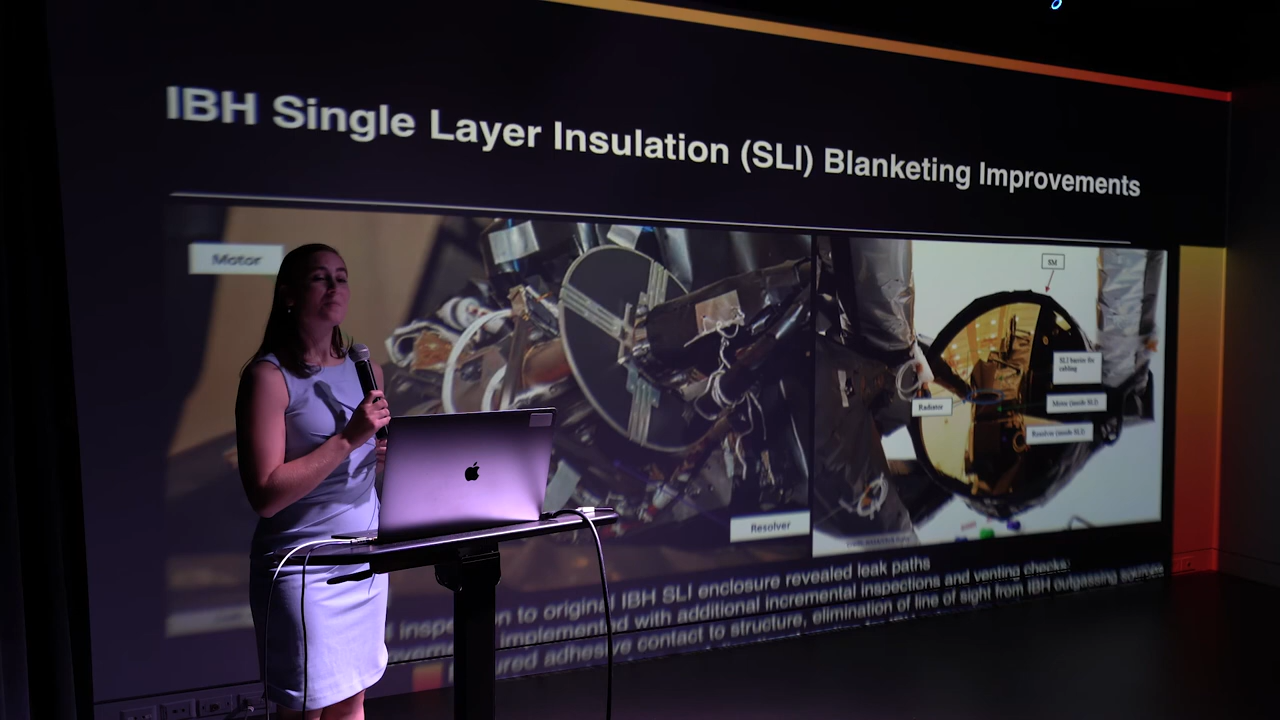 IBH Single Layer Insulation (SLI) Blanketing Improvements
Motor
SM
SLI barrier for
cabling
Radiator
Motor (inside SLI)
Resolver (inside SLI)
Resolver
to original IBH SLI enclosure revealed leak paths
implemented with additional incremental inspections and venting checks
adhesive contact to structure, elimination of line of sight from IBH outgassing sources